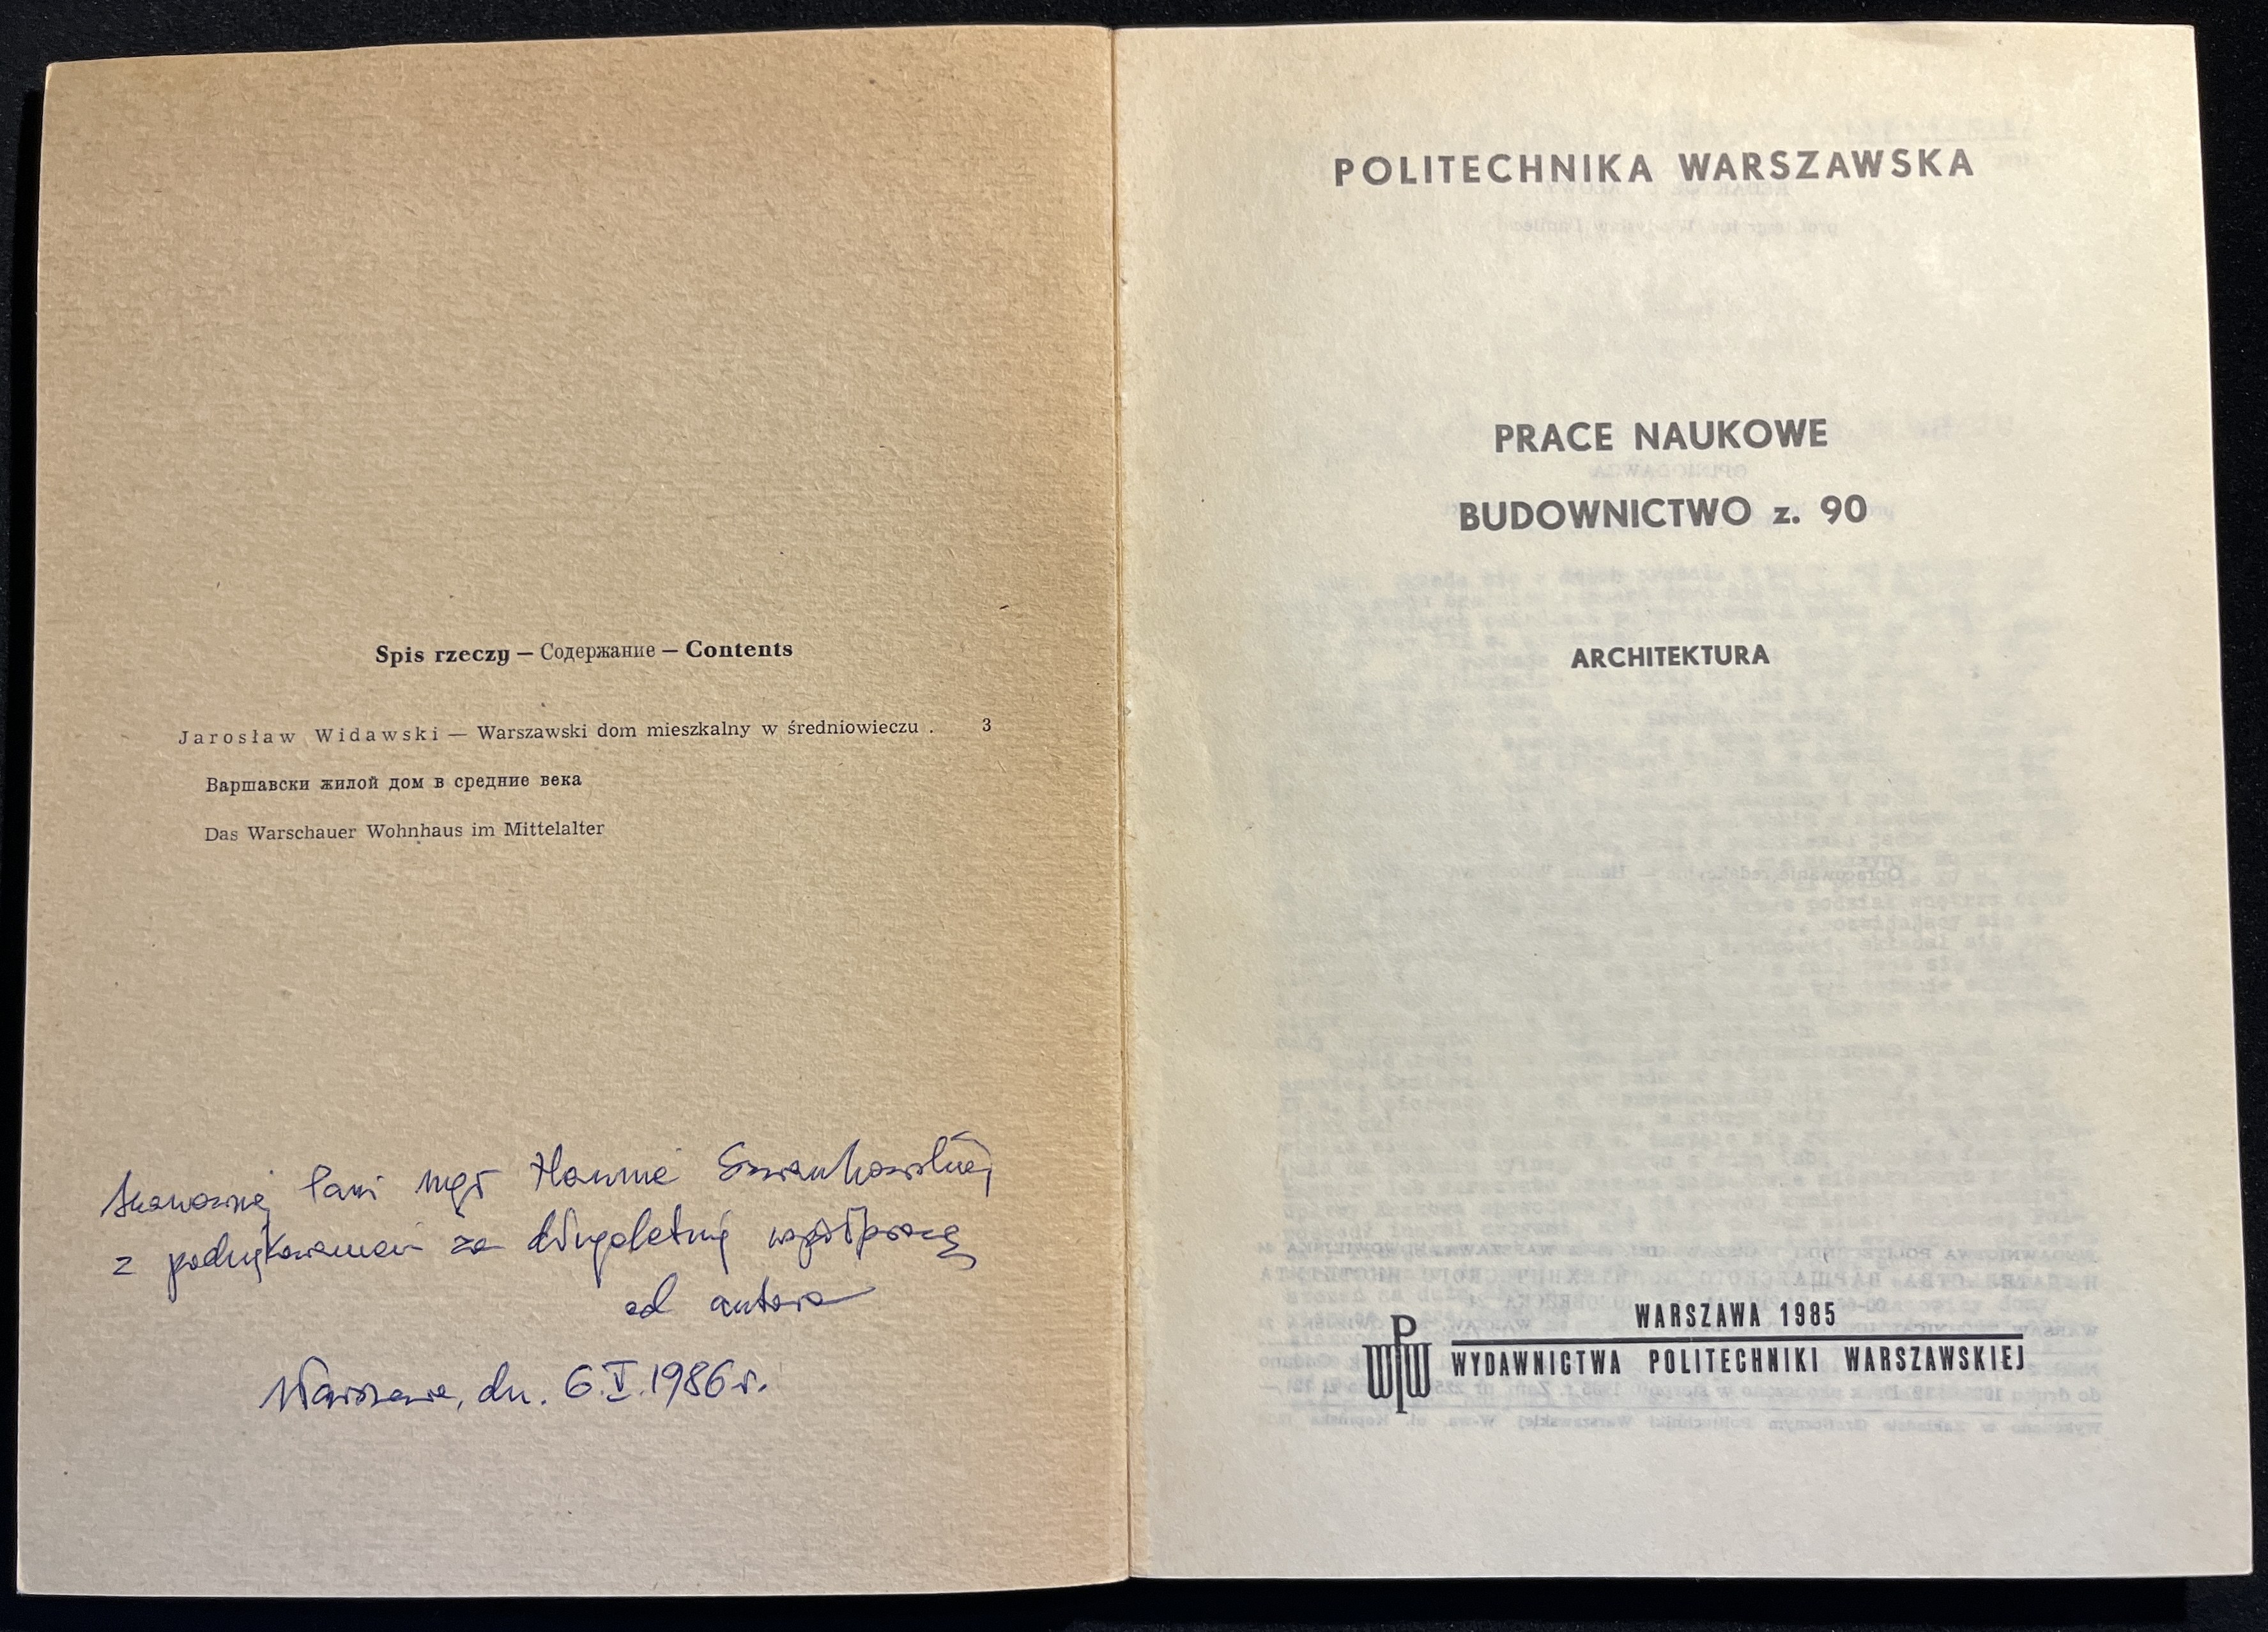 Spis rzeczy — Содержание — Contents
Jarosław Widawski — Warszawski dom mieszkalny w średniowieczu . 3
Варшавски жилой дом в средние века
Das Warschauer Wohnhaus im Mittelalter
Szanownej Pani mgr Hannie
z podziękowaniem za długoletnią współpracę
od autora
Warszawa, dn. 6.V.1986 r.
POLITECHNIKA WARSZAWSKA
PRACE NAUKOWE
BUDOWNICTWO z. 90
ARCHITEKTURA
WARSZAWA 1985
WYDAWNICTWA POLITECHNIKI WARSZAWSKIEJ